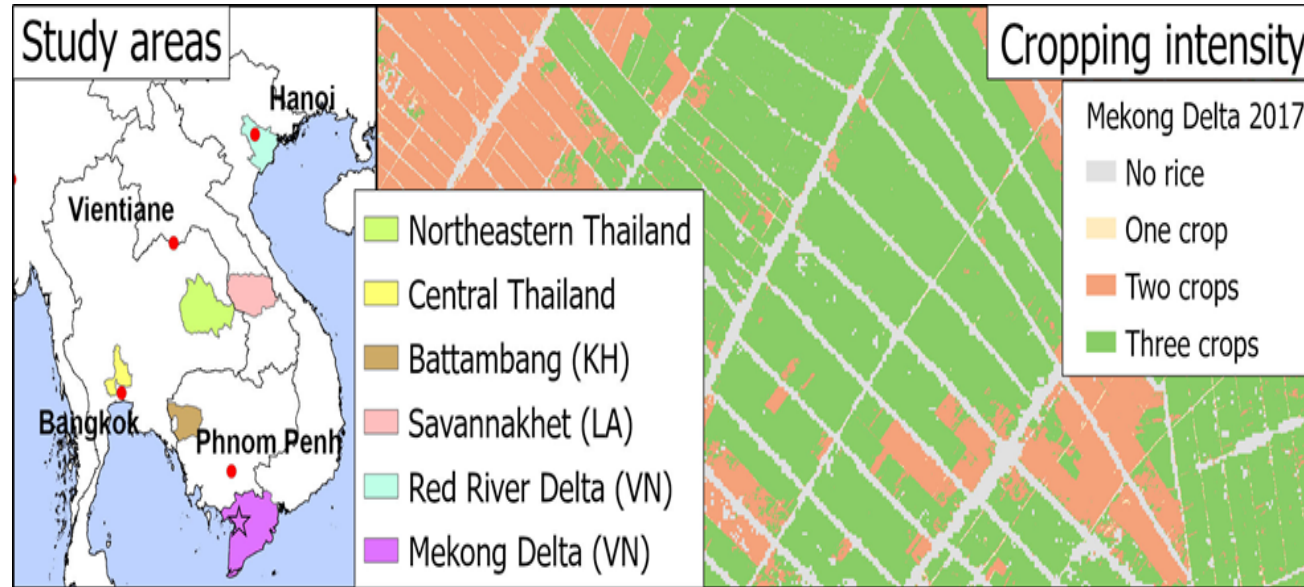 Study areas
Hanoi
Vientiane
Bangkok
Phnom Penh
Northeastern Thailand
Central Thailand
Battambang (KH)
Savannakhet (LA)
Red River Delta (VN)
Mekong Delta (VN)
Cropping intensity
Mekong Delta 2017
No rice
One crop
Two crops
Three crops